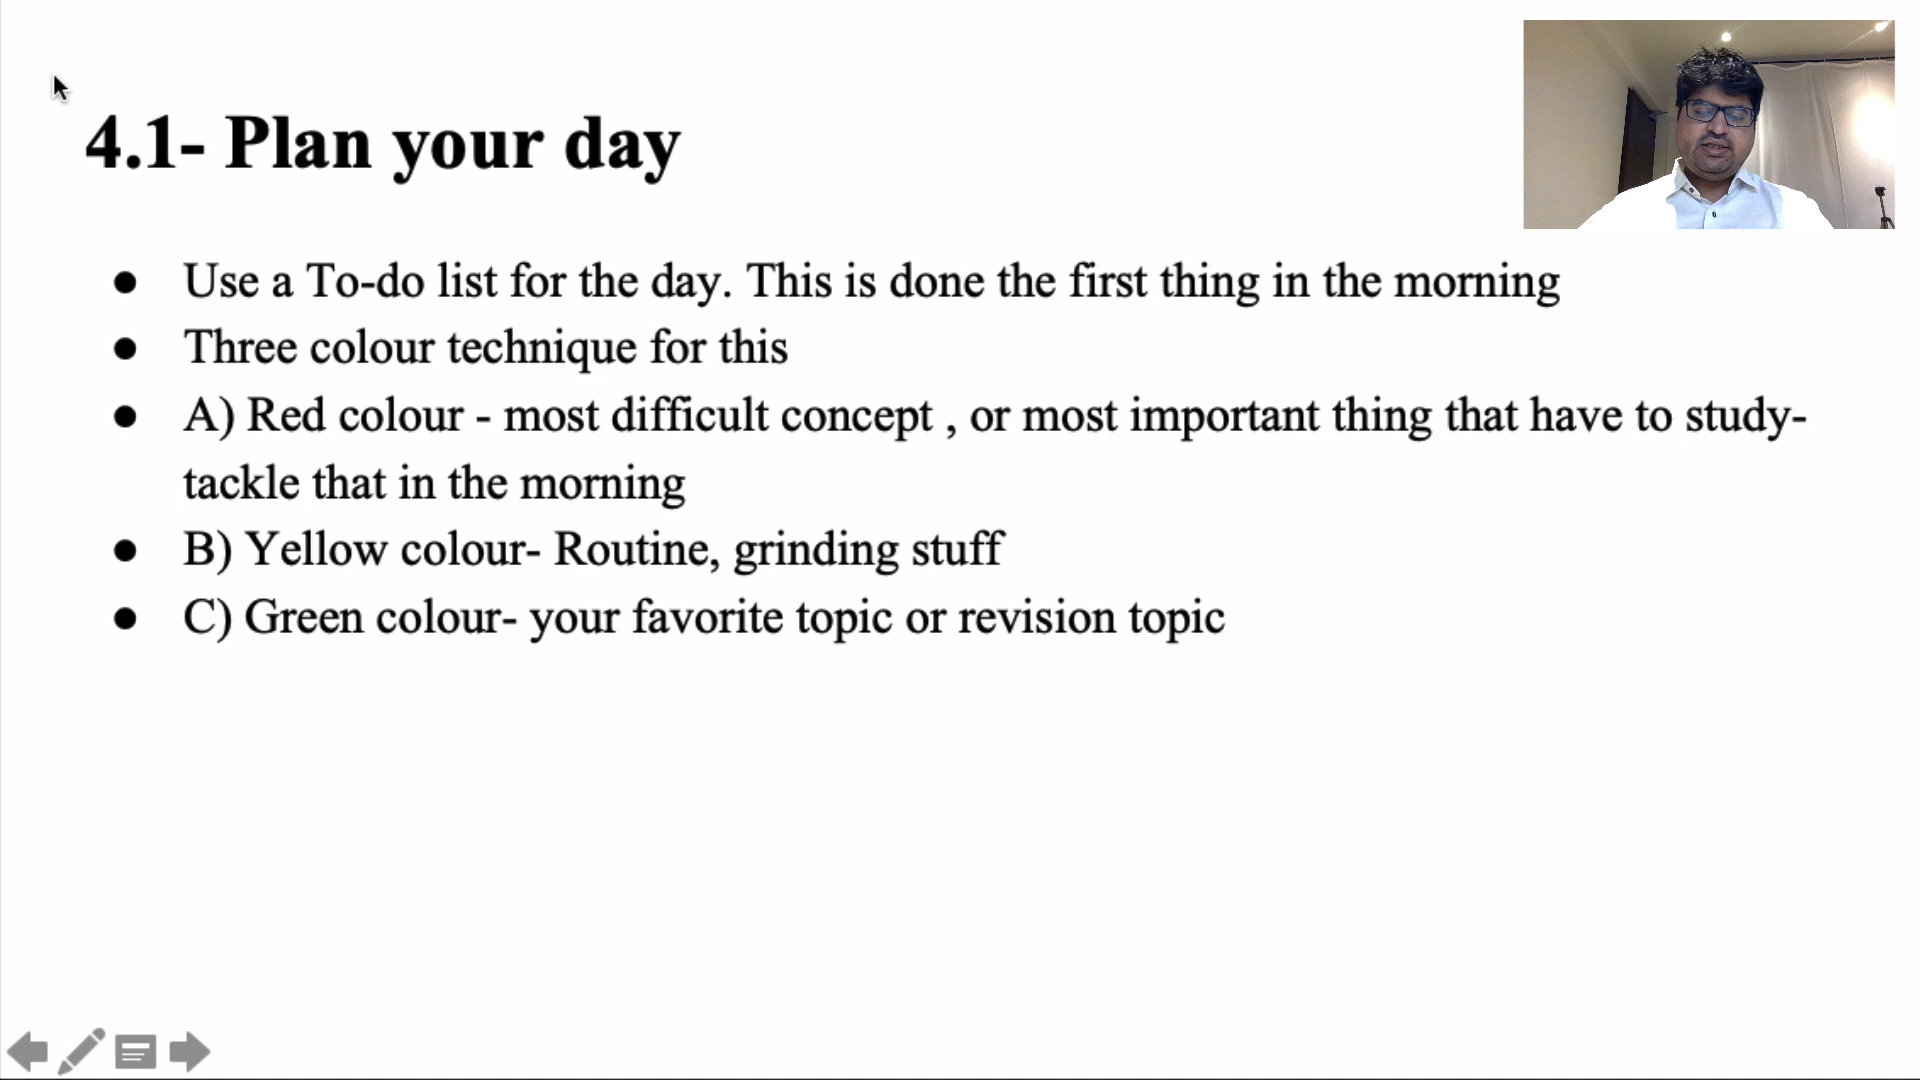 4.1- Plan your day
● Use a To-do list for the day. This is done the first thing in the morning
● Three colour technique for this
● A) Red colour - most difficult concept , or most important thing that have to study-
tackle that in the morning
● B) Yellow colour- Routine, grinding stuff
● C) Green colour- your favorite topic or revision topic